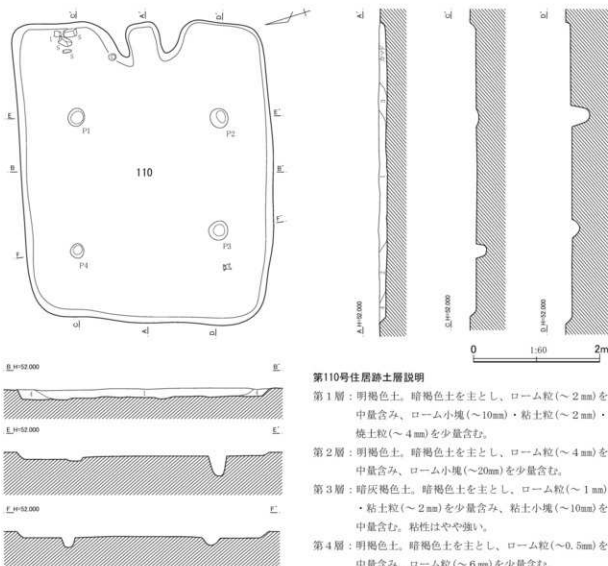 C A' D'
1 S S S
E P1 P2 E'
B 110 B'
F'
F P4 P3
C' A D
A' C' D'
1
A H=52.000 C H=52.000 D H=52.000
0 1:60 2m
B H=52.000 B'
4 1 4
E H=52.000 E'
F H=52.000 F'
第110号住居跡土層説明
第1層：明褐色土。暗褐色土を主とし、ローム粒(～2㎜)を
中量含み、ローム小塊(～10㎜)・粘土粒(～2㎜)・
焼土粒(～4㎜)を少量含む。
第2層：明褐色土。暗褐色土を主とし、ローム粒(～4㎜)を
中量含み、ローム小塊(～20㎜)を少量含む。
第3層：暗灰褐色土。暗褐色土を主とし、ローム粒(～1㎜)
・粘土粒(～2㎜)を少量含み、粘土小塊(～10㎜)を
中量含む。粘性はやや強い。
第4層：明褐色土。暗褐色土を主とし、ローム粒(～0.5㎜)を
中量含み、ローム粒(～6㎜)を少量含む。